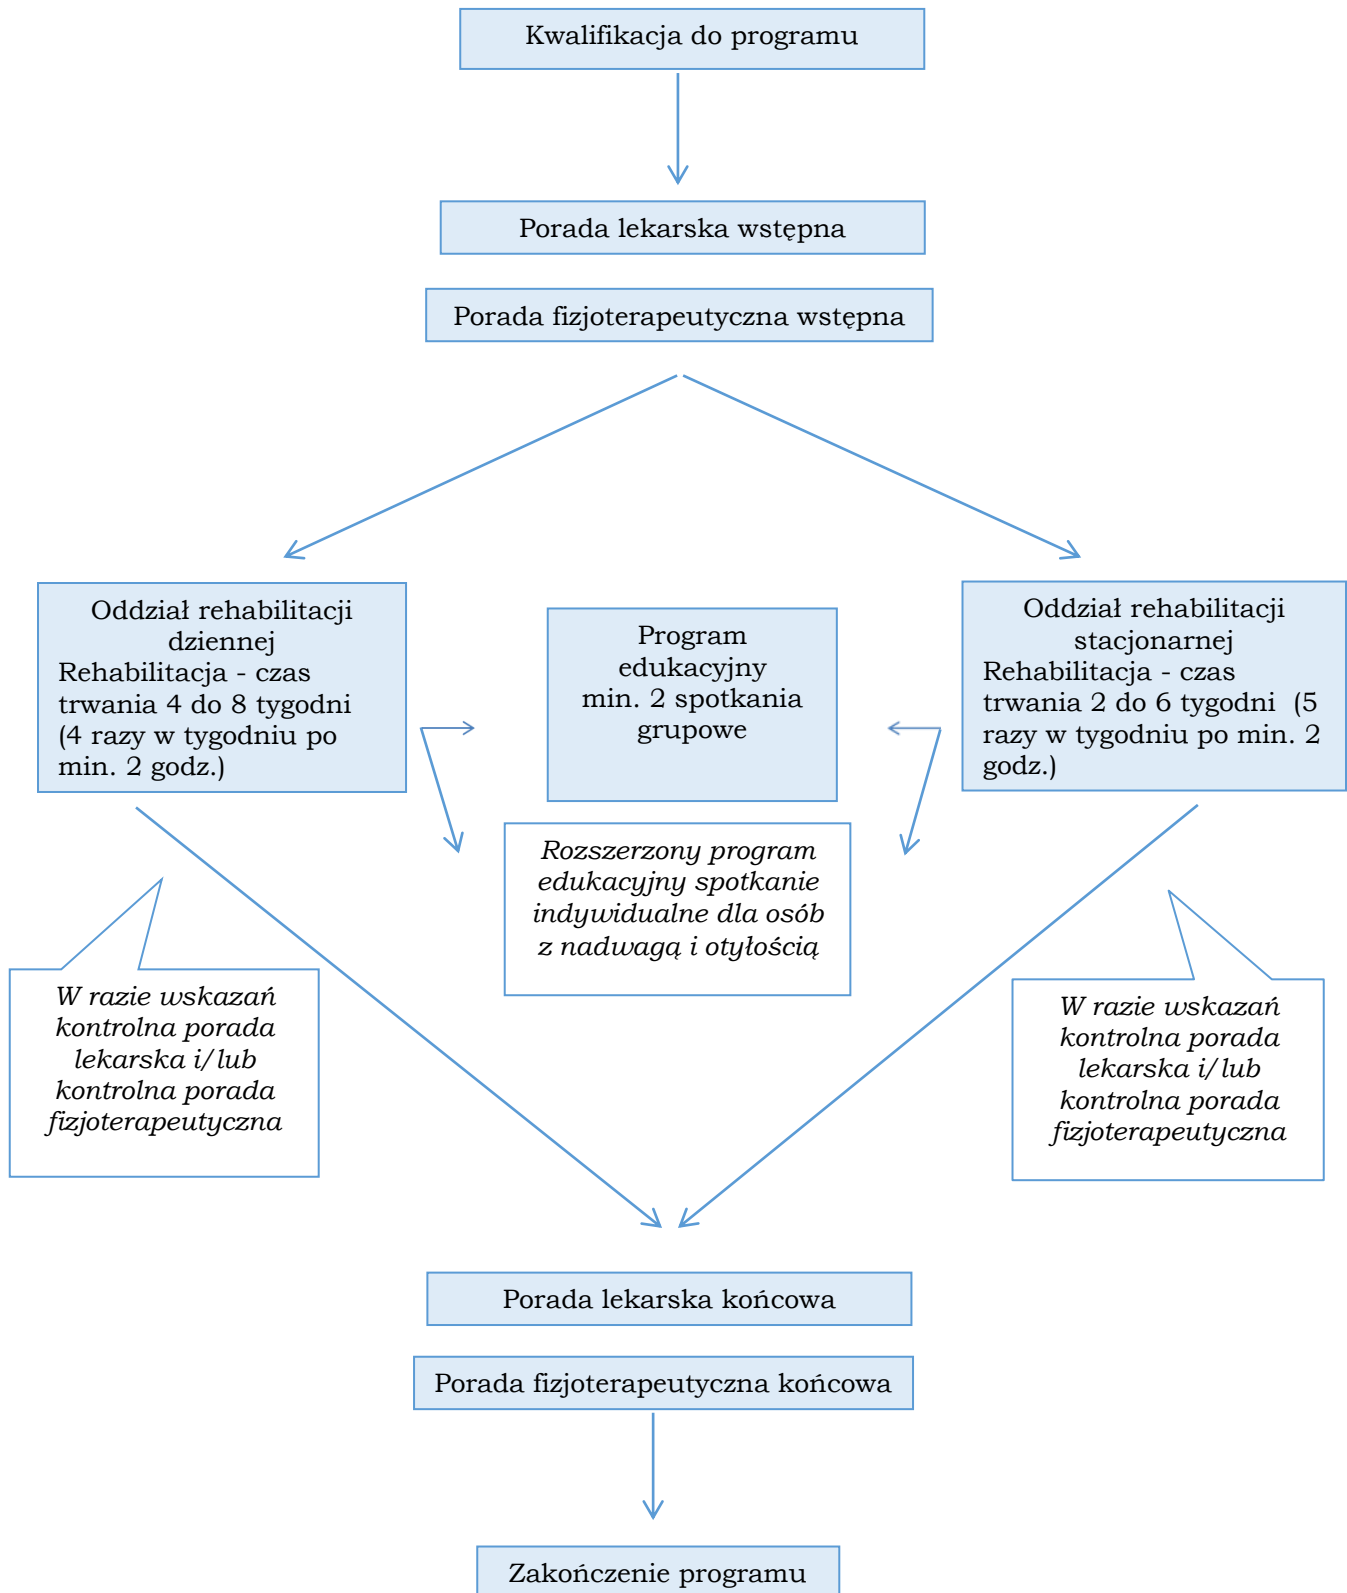 Kwalifikacja do programu
Porada lekarska wstępna
Porada fizjoterapeutyczna wstępna
Oddział rehabilitacji
dziennej
Rehabilitacja - czas
trwania 4 do 8 tygodni
(4 razy w tygodniu po
min. 2 godz.)
Program
edukacyjny
min. 2 spotkania
grupowe
Oddział rehabilitacji
stacjonarnej
Rehabilitacja - czas
trwania 2 do 6 tygodni (5
razy w tygodniu po min. 2
godz.)
Rozszerzony program
edukacyjny spotkanie
indywidualne dla osób
z nadwagą i otyłością
W razie wskazań
kontrolna porada
lekarska i/lub
kontrolna porada
fizjoterapeutyczna
W razie wskazań
kontrolna porada
lekarska i/lub
kontrolna porada
fizjoterapeutyczna
Porada lekarska końcowa
Porada fizjoterapeutyczna końcowa
Zakończenie programu